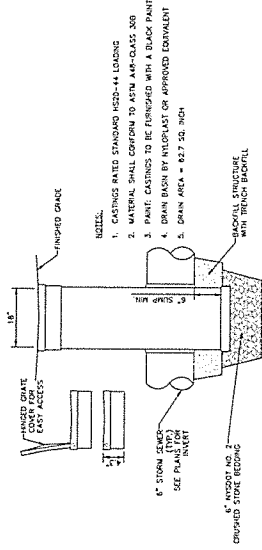 18"
FINISHED GRADE
HINGED GRATE
COVER FOR
EASY ACCESS
NOTES:
1. CASTINGS RATED STANDARD HS20-44 LOADING
2. MATERIAL SHALL CONFORM TO ASTM A48-CLASS 30B
3. PAINT: CASTINGS TO BE FURNISHED WITH A BLACK PAINT
4. DRAIN BASIN BY NYLOPLAST OR APPROVED EQUIVALENT
5. DRAIN AREA = 82.7 SQ. INCH
6" SUMP MIN.
6" STORM SEWER
(TYP.)
SEE PLANS FOR
INVERT
BACKFILL STRUCTURE
WITH TRENCH BACKFILL
6" NYSDOT NO. 2
CRUSHED STONE BEDDING